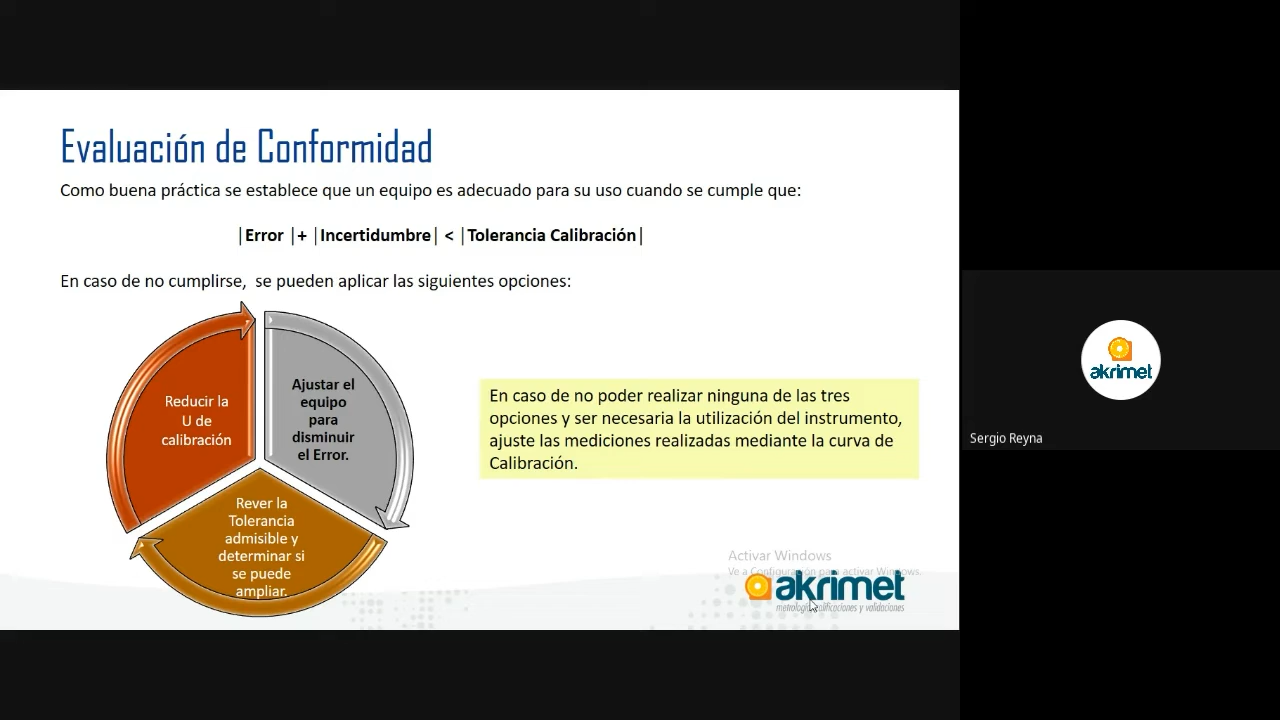 Evaluación de Conformidad
Como buena práctica se establece que un equipo es adecuado para su uso cuando se cumple que:
|Error |+ |Incertidumbre| < |Tolerancia Calibración|
En caso de no cumplirse,  se pueden aplicar las siguientes opciones:
Ajustar el
equipo
para
disminuir
el Error.
Rever la
Tolerancia
admisible y
determinar si
se puede
ampliar.
Reducir la
U de
calibración
En caso de no poder realizar ninguna de las tres
opciones y ser necesaria la utilización del instrumento,
ajuste las mediciones realizadas mediante la curva de
Calibración.
Activar Windows
Ve a Configuración para activar Windows.
akrimet
metrología calificaciones y validaciones
akrimet
Sergio Reyna